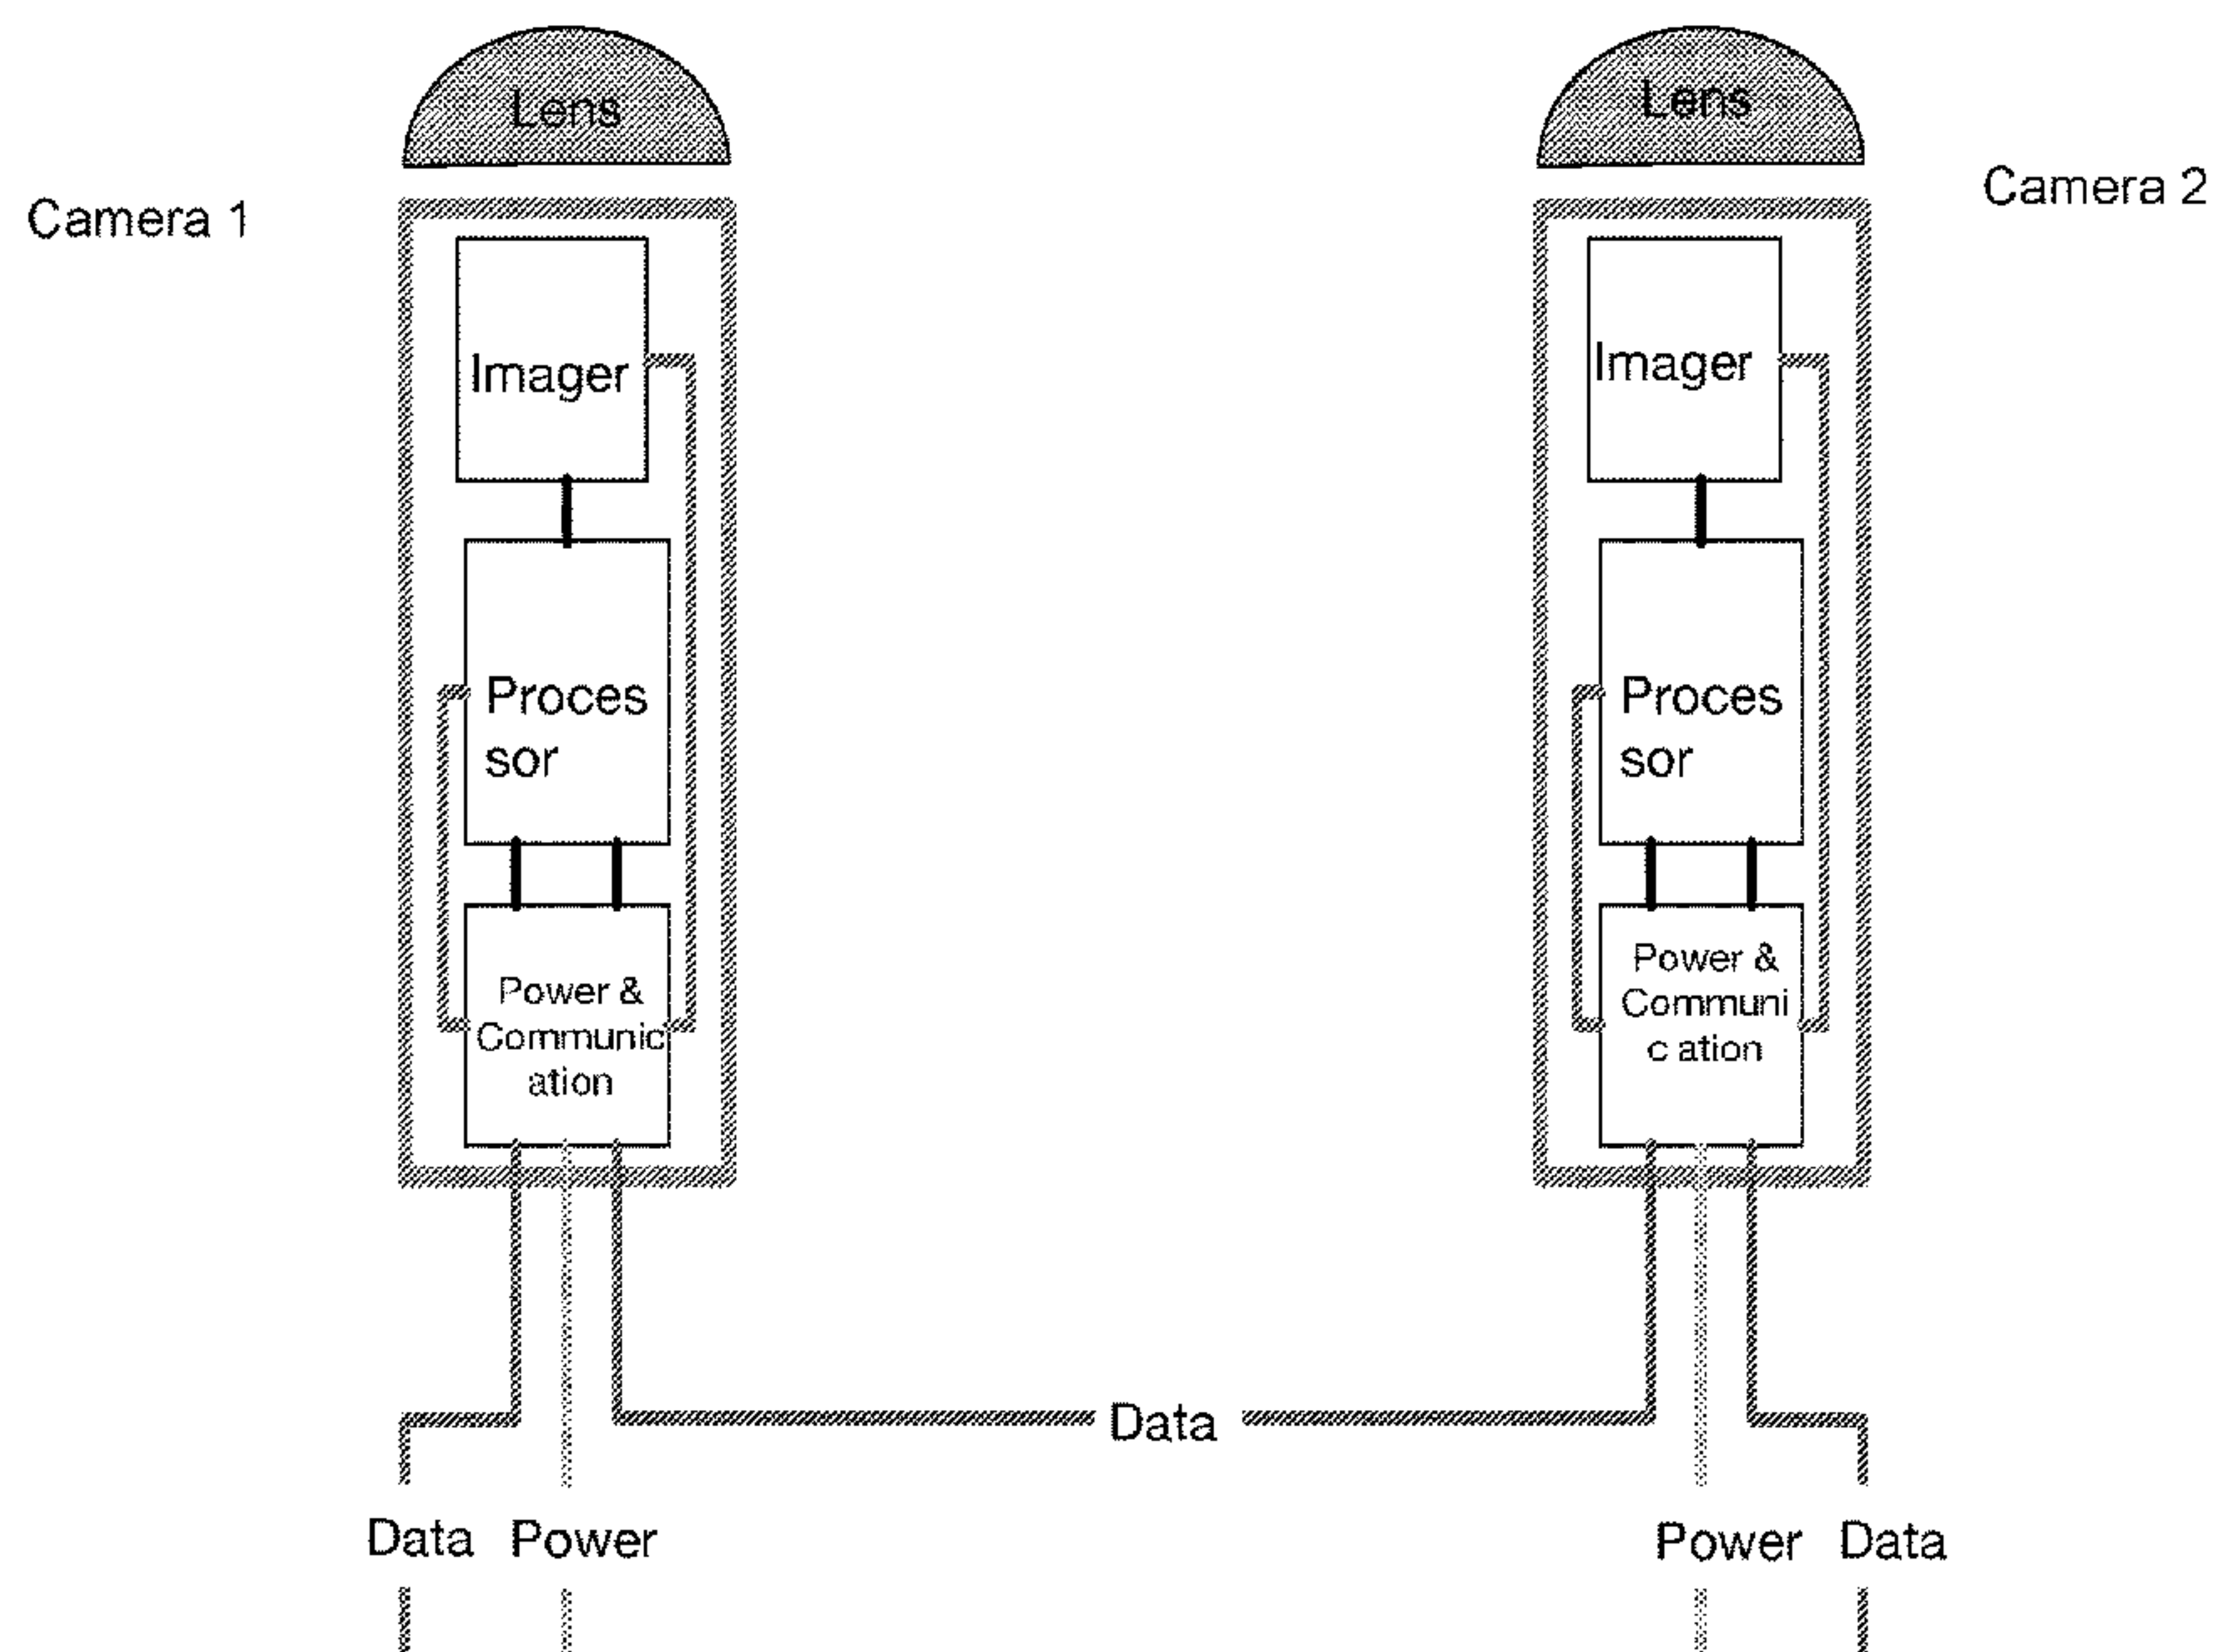 Lens
Lens
Camera 1
Camera 2
Imager
Imager
Proces
sor
Proces
sor
Power &
Communic
ation
Power &
Communi
c ation
Data
Data Power
Power Data